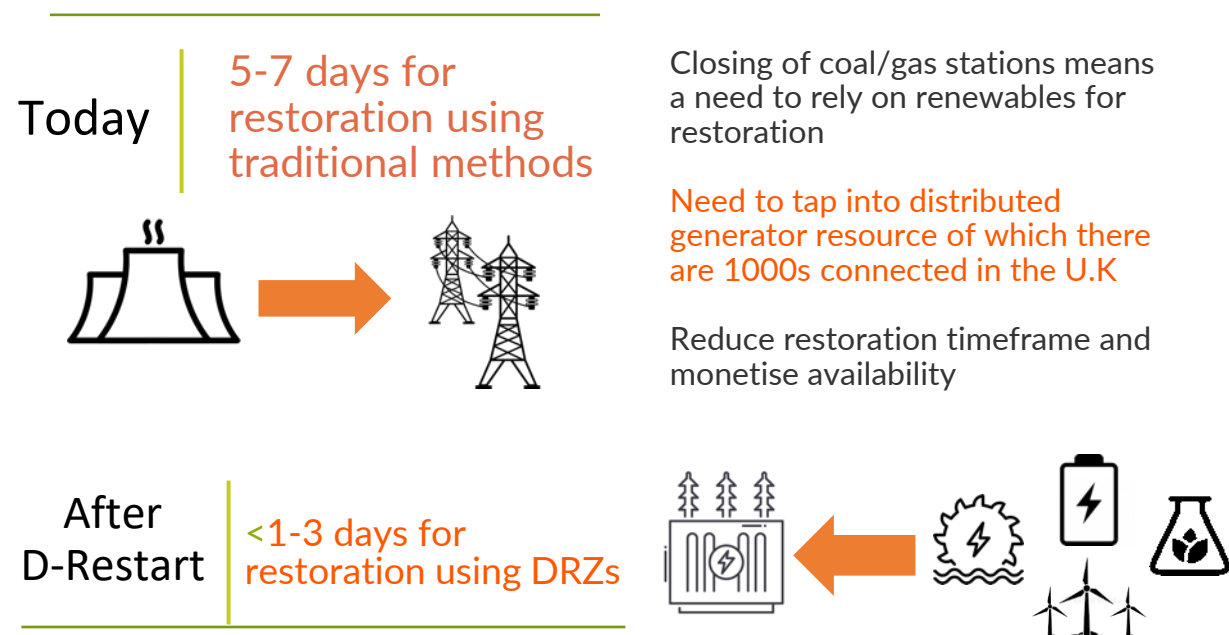 Today
5-7 days for
restoration using
traditional methods
Closing of coal/gas stations means
a need to rely on renewables for
restoration
Need to tap into distributed
generator resource of which there
are 1000s connected in the U.K
Reduce restoration timeframe and
monetise availability
After
D-Restart
<1-3 days for
restoration using DRZs